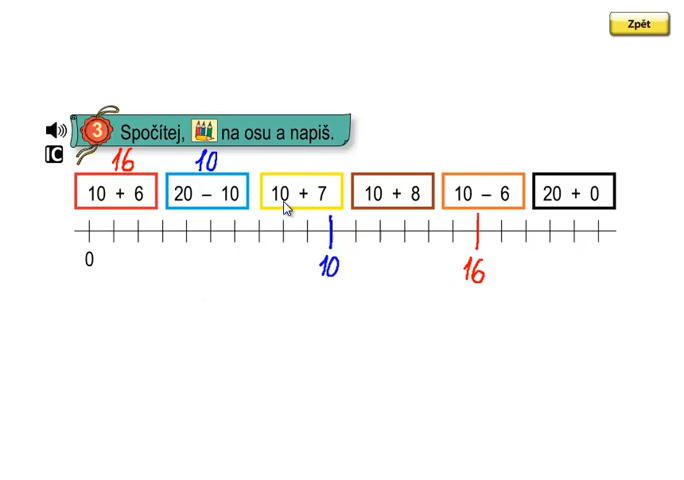 Zpět
3 Spočítej, na osu a napiš.
16 10
10 + 6 20 – 10 10 + 7 10 + 8 10 – 6 20 + 0
0 10 16